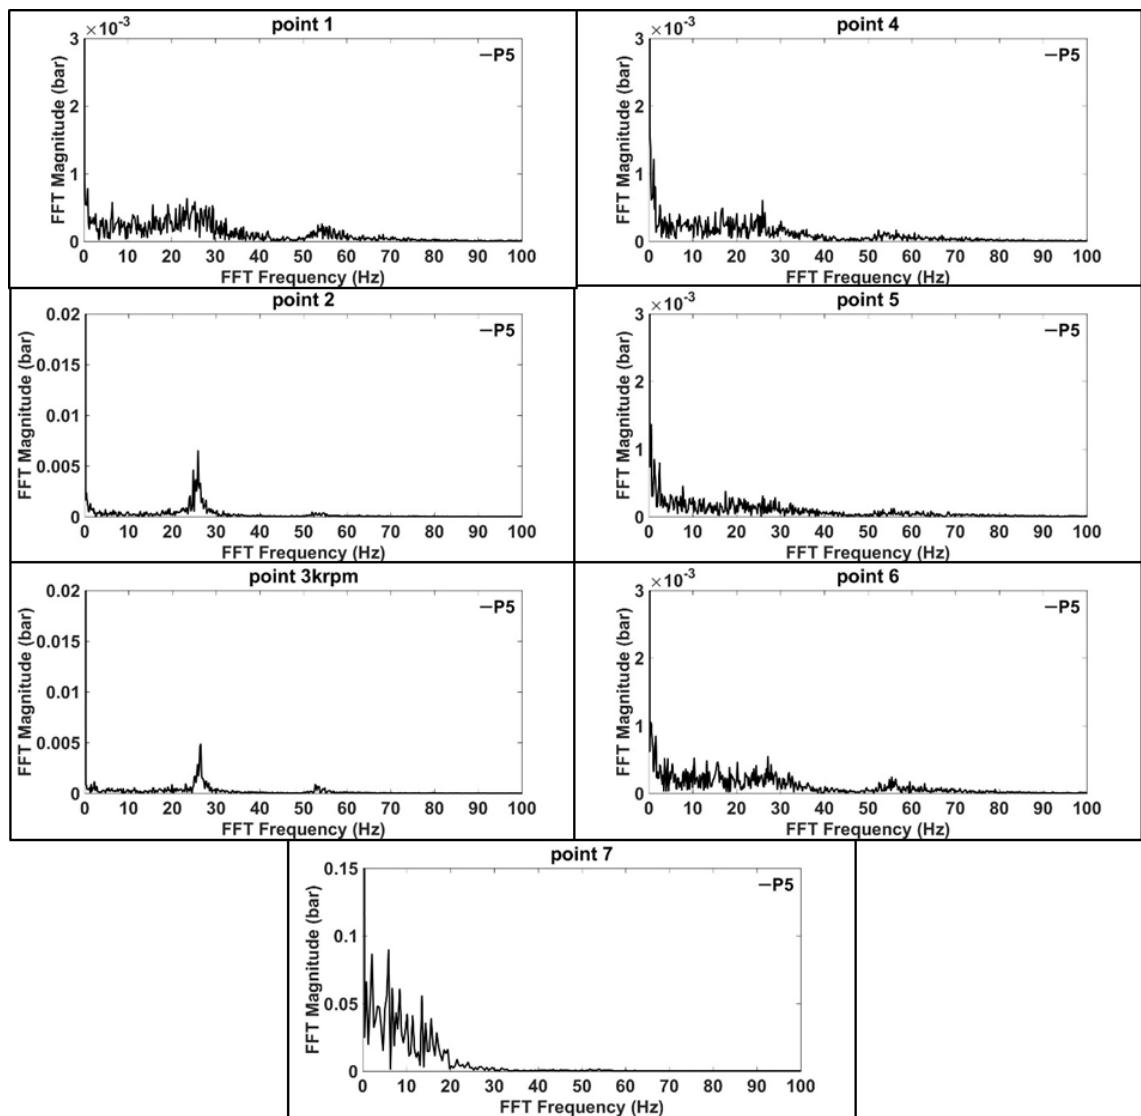 ×10⁻³ point 1
3
2
1
0
FFT Magnitude (bar)
–P5
0 10 20 30 40 50 60 70 80 90 100
FFT Frequency (Hz)
×10⁻³ point 4
3
2
1
0
FFT Magnitude (bar)
–P5
0 10 20 30 40 50 60 70 80 90 100
FFT Frequency (Hz)
point 2
0.02
0.015
0.01
0.005
0
FFT Magnitude (bar)
–P5
0 10 20 30 40 50 60 70 80 90 100
FFT Frequency (Hz)
×10⁻³ point 5
3
2
1
0
FFT Magnitude (bar)
–P5
0 10 20 30 40 50 60 70 80 90 100
FFT Frequency (Hz)
point 3krpm
0.02
0.015
0.01
0.005
0
FFT Magnitude (bar)
–P5
0 10 20 30 40 50 60 70 80 90 100
FFT Frequency (Hz)
×10⁻³ point 6
3
2
1
0
FFT Magnitude (bar)
–P5
0 10 20 30 40 50 60 70 80 90 100
FFT Frequency (Hz)
point 7
0.15
0.1
0.05
0
FFT Magnitude (bar)
–P5
0 10 20 30 40 50 60 70 80 90 100
FFT Frequency (Hz)